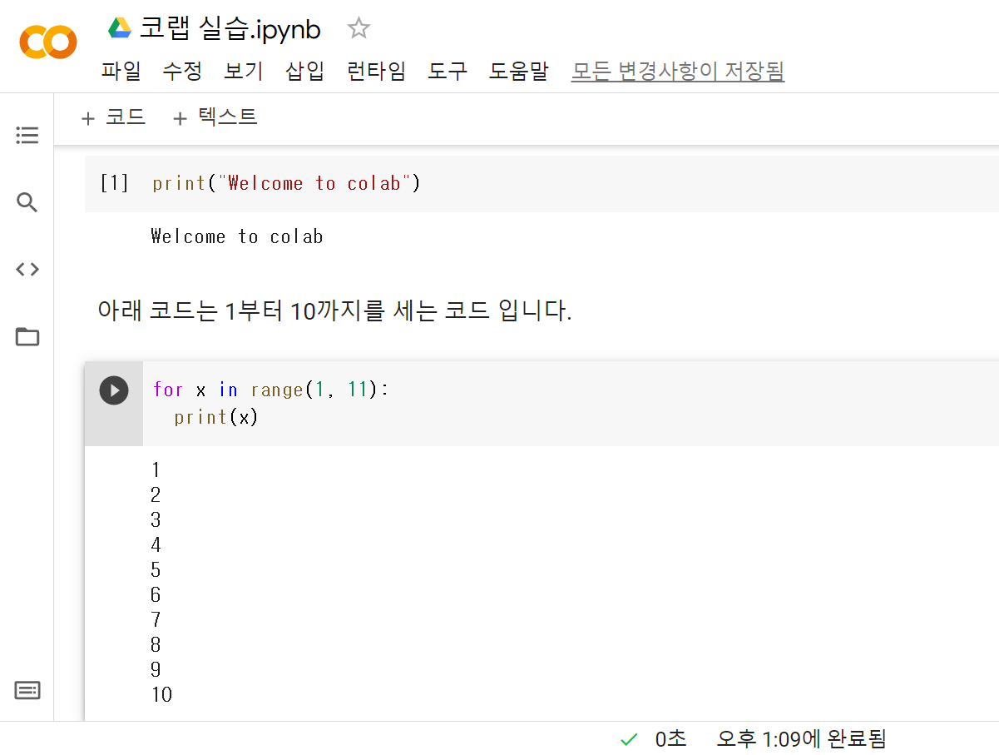 코랩 실습.ipynb
파일 수정 보기 삽입 런타임 도구 도움말 모든 변경사항이 저장됨
+ 코드 + 텍스트
[1] print("Welcome to colab")
Welcome to colab
아래 코드는 1부터 10까지를 세는 코드 입니다.
for x in range(1, 11):
  print(x)
1
2
3
4
5
6
7
8
9
10
0초 오후 1:09에 완료됨